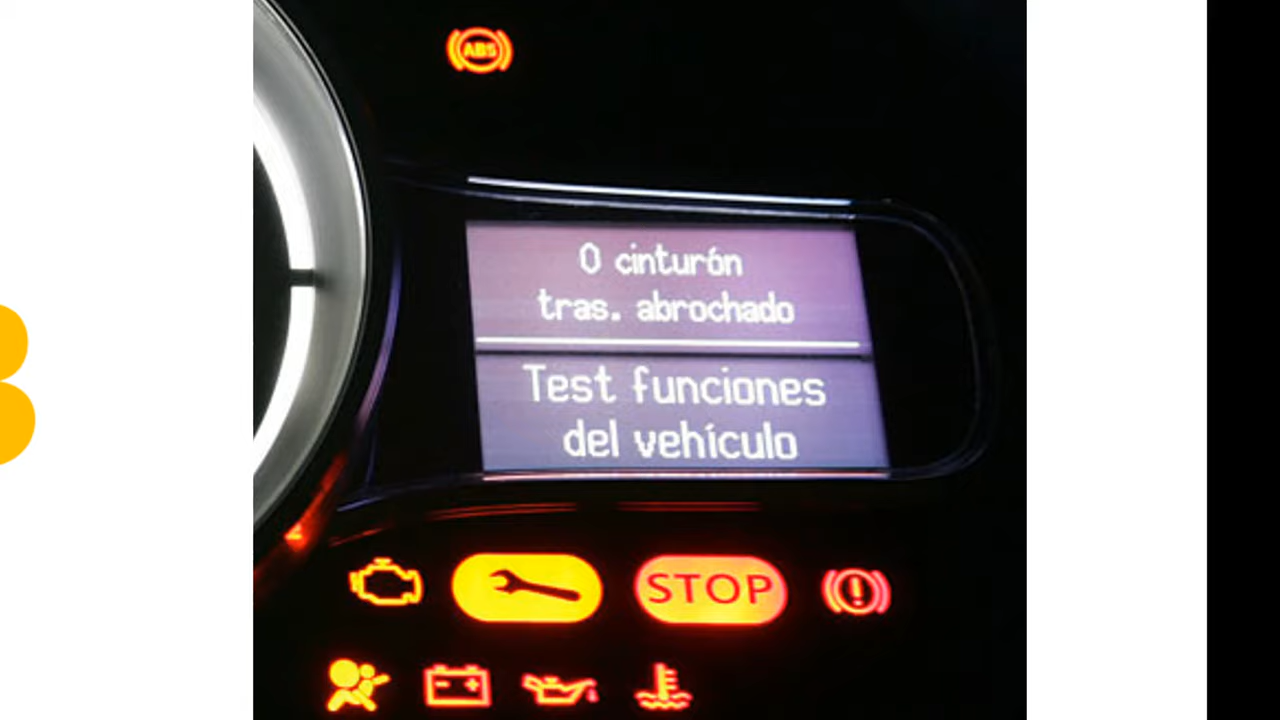 ABS
0 cinturón
tras. abrochado
Test funciones
del vehículo
STOP